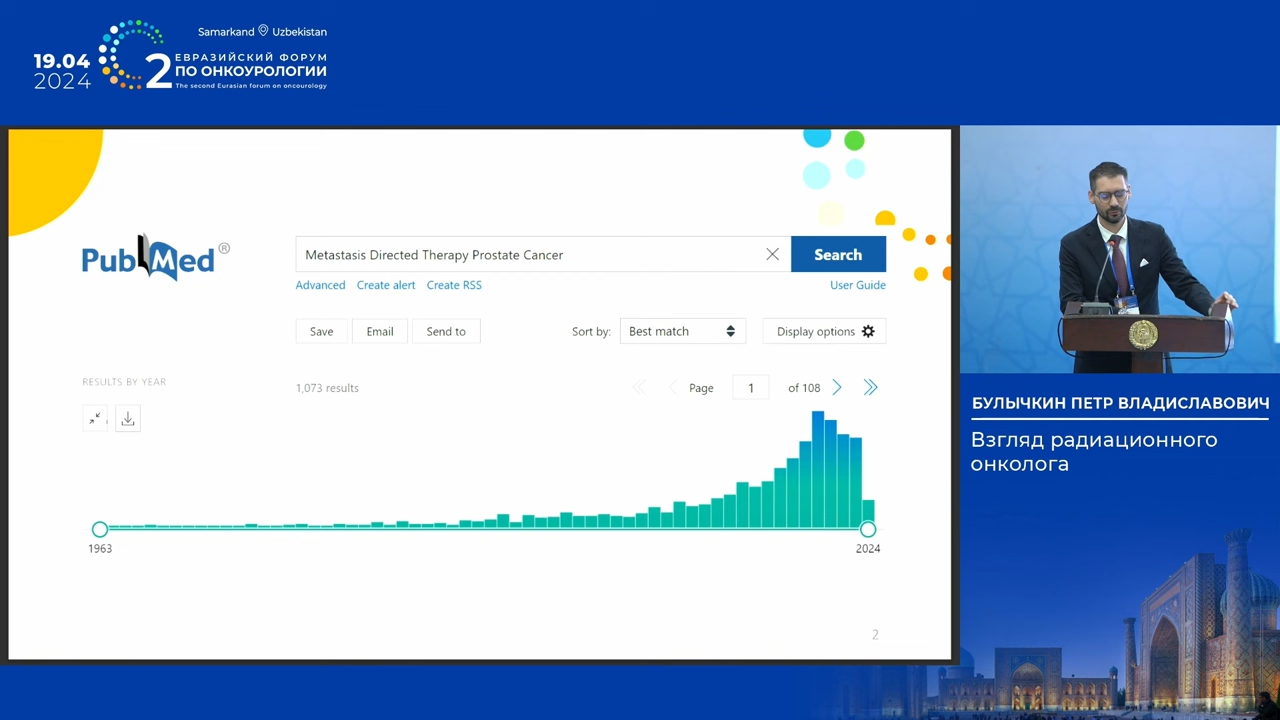 Samarkand Uzbekistan
19.04
2024
2
ЕВРАЗИЙСКИЙ ФОРУМ
ПО ОНКОУРОЛОГИИ
The second Eurasian forum on oncourology
PubMed®
Metastasis Directed Therapy Prostate Cancer
Search
Advanced Create alert Create RSS
User Guide
Save Email Send to
Sort by: Best match Display options
RESULTS BY YEAR
1,073 results
Page 1 of 108
1963
2024
2
БУЛЫЧКИН ПЕТР ВЛАДИСЛАВОВИЧ
Взгляд радиационного
онколога